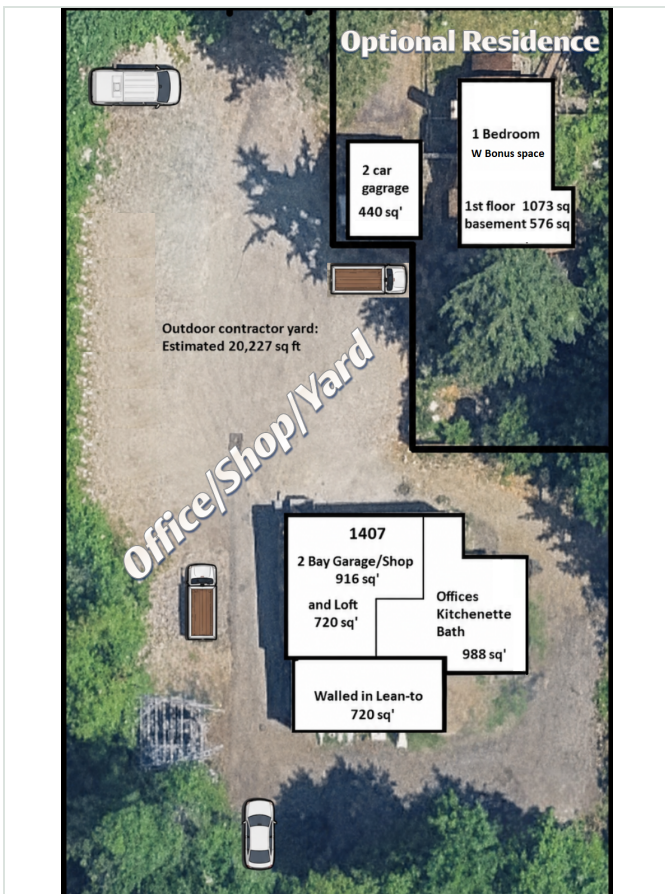 Optional Residence
1 Bedroom
W Bonus space
1st floor 1073 sq
basement 576 sq'
2 car
gagrage
440 sq'
Outdoor contractor yard:
Estimated 20,227 sq ft
Office/Shop/Yard
1407
2 Bay Garage/Shop
916 sq'
and Loft
720 sq'
Offices
Kitchenette
Bath
988 sq'
Walled in Lean-to
720 sq'